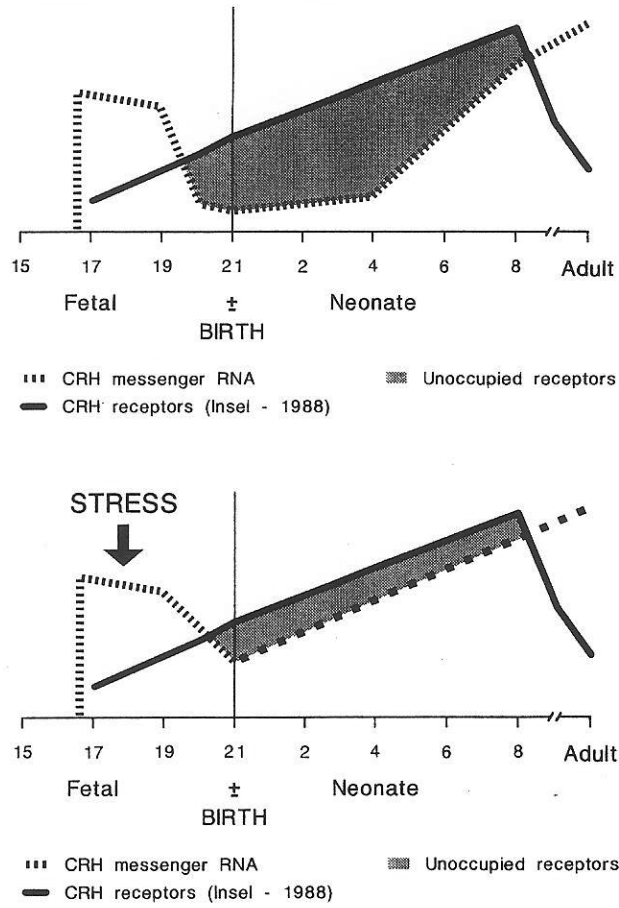 15 17 19 21 2 4 6 8 Adult
Fetal ± Neonate
BIRTH
CRH messenger RNA Unoccupied receptors
CRH receptors (Insel - 1988)
STRESS
15 17 19 21 2 4 6 8 Adult
Fetal ± Neonate
BIRTH
CRH messenger RNA Unoccupied receptors
CRH receptors (Insel - 1988)